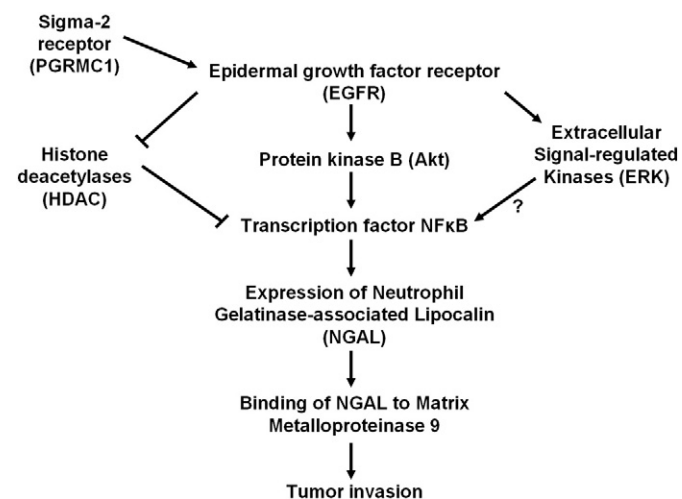 Sigma-2
receptor
(PGRMC1)
Epidermal growth factor receptor
(EGFR)
Extracellular
Signal-regulated
Kinases (ERK)
Histone
deacetylases
(HDAC)
Protein kinase B (Akt)
?
Transcription factor NFκB
Expression of Neutrophil
Gelatinase-associated Lipocalin
(NGAL)
Binding of NGAL to Matrix
Metalloproteinase 9
Tumor invasion